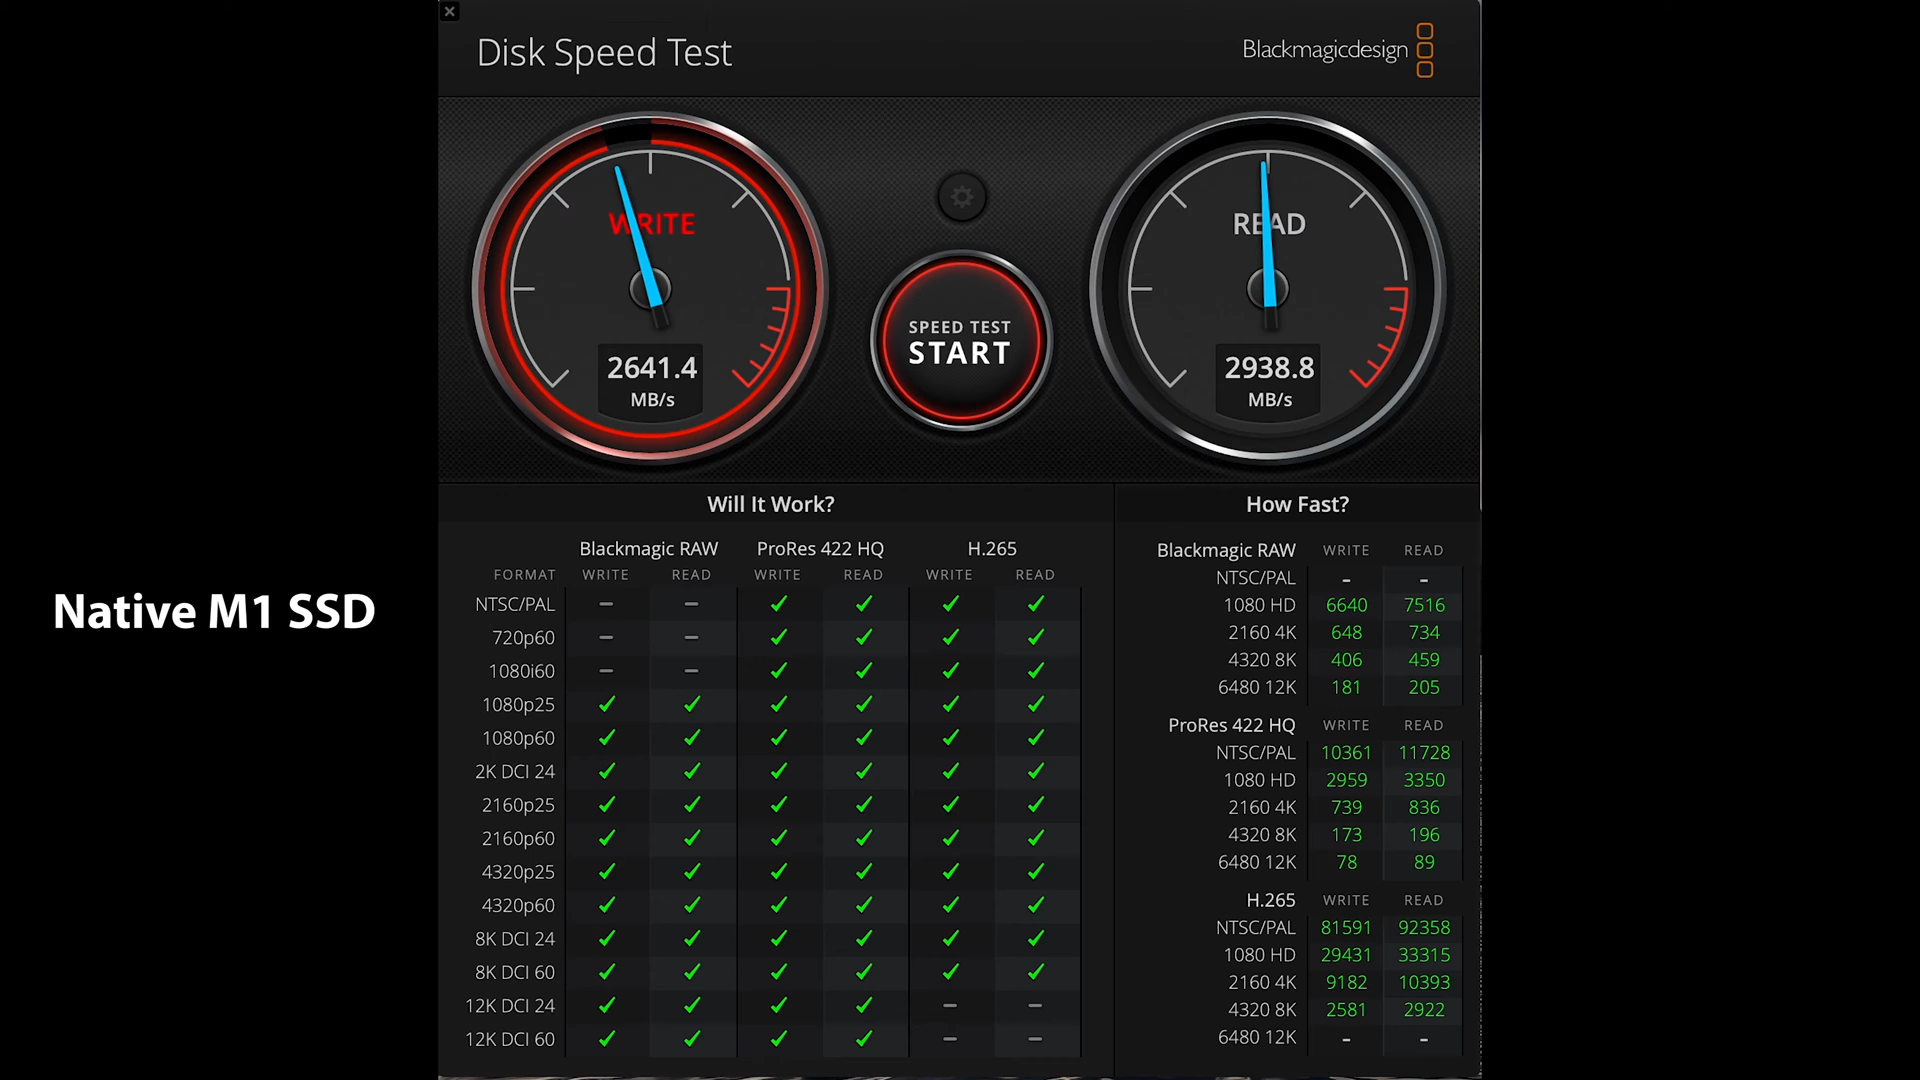 Disk Speed Test
Blackmagicdesign
WRITE
2641.4
MB/s
SPEED TEST
START
READ
2938.8
MB/s
Native M1 SSD
Will It Work?
Blackmagic RAW ProRes 422 HQ H.265
FORMAT WRITE READ WRITE READ WRITE READ
NTSC/PAL – – ✓ ✓ ✓ ✓
720p60 – – ✓ ✓ ✓ ✓
1080i60 – – ✓ ✓ ✓ ✓
1080p25 ✓ ✓ ✓ ✓ ✓ ✓
1080p60 ✓ ✓ ✓ ✓ ✓ ✓
2K DCI 24 ✓ ✓ ✓ ✓ ✓ ✓
2160p25 ✓ ✓ ✓ ✓ ✓ ✓
2160p60 ✓ ✓ ✓ ✓ ✓ ✓
4320p25 ✓ ✓ ✓ ✓ ✓ ✓
4320p60 ✓ ✓ ✓ ✓ ✓ ✓
8K DCI 24 ✓ ✓ ✓ ✓ ✓ ✓
8K DCI 60 ✓ ✓ ✓ ✓ ✓ ✓
12K DCI 24 ✓ ✓ ✓ ✓ – –
12K DCI 60 ✓ ✓ ✓ ✓ – –
How Fast?
Blackmagic RAW WRITE READ
NTSC/PAL - -
1080 HD 6640 7516
2160 4K 648 734
4320 8K 406 459
6480 12K 181 205
ProRes 422 HQ WRITE READ
NTSC/PAL 10361 11728
1080 HD 2959 3350
2160 4K 739 836
4320 8K 173 196
6480 12K 78 89
H.265 WRITE READ
NTSC/PAL 81591 92358
1080 HD 29431 33315
2160 4K 9182 10393
4320 8K 2581 2922
6480 12K - -